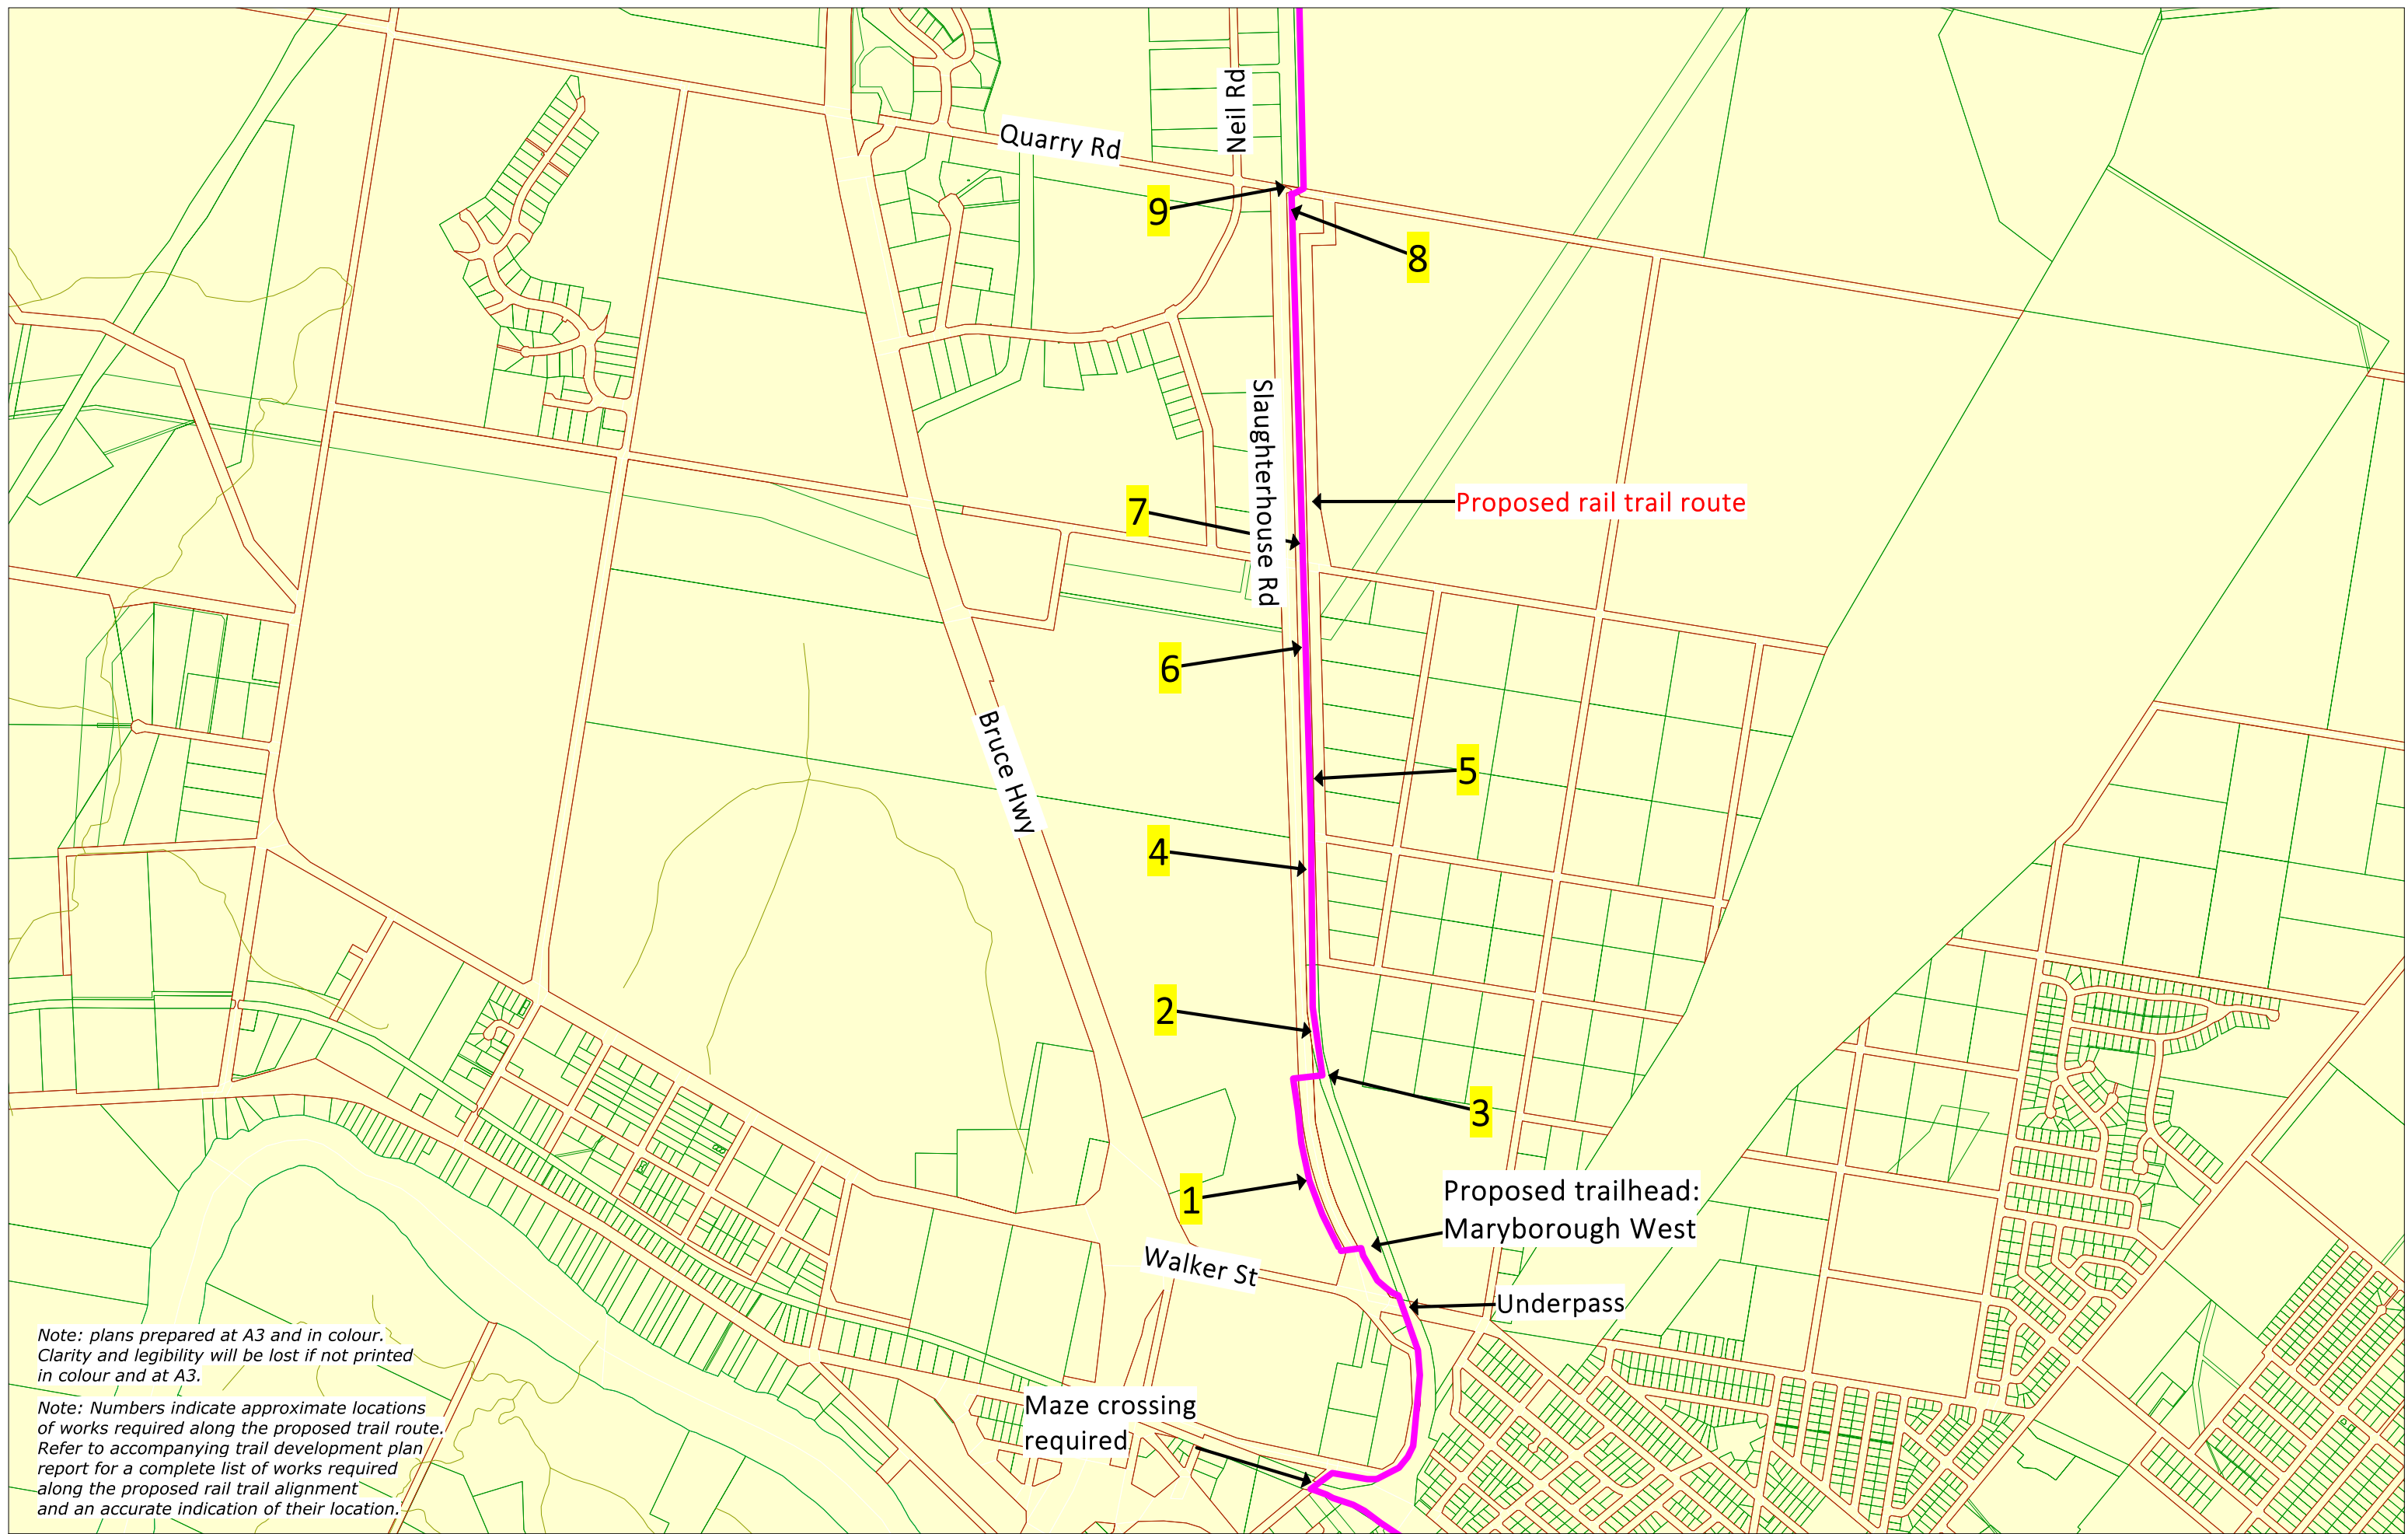 Neil Rd
Quarry Rd
9
8
Slaughterhouse Rd
7
Proposed rail trail route
6
Bruce Hwy
5
4
2
3
1
Proposed trailhead:
Maryborough West
Walker St
Underpass
Maze crossing
required
Note: plans prepared at A3 and in colour.
Clarity and legibility will be lost if not printed
in colour and at A3.
Note: Numbers indicate approximate locations
of works required along the proposed trail route.
Refer to accompanying trail development plan
report for a complete list of works required
along the proposed rail trail alignment
and an accurate indication of their location.